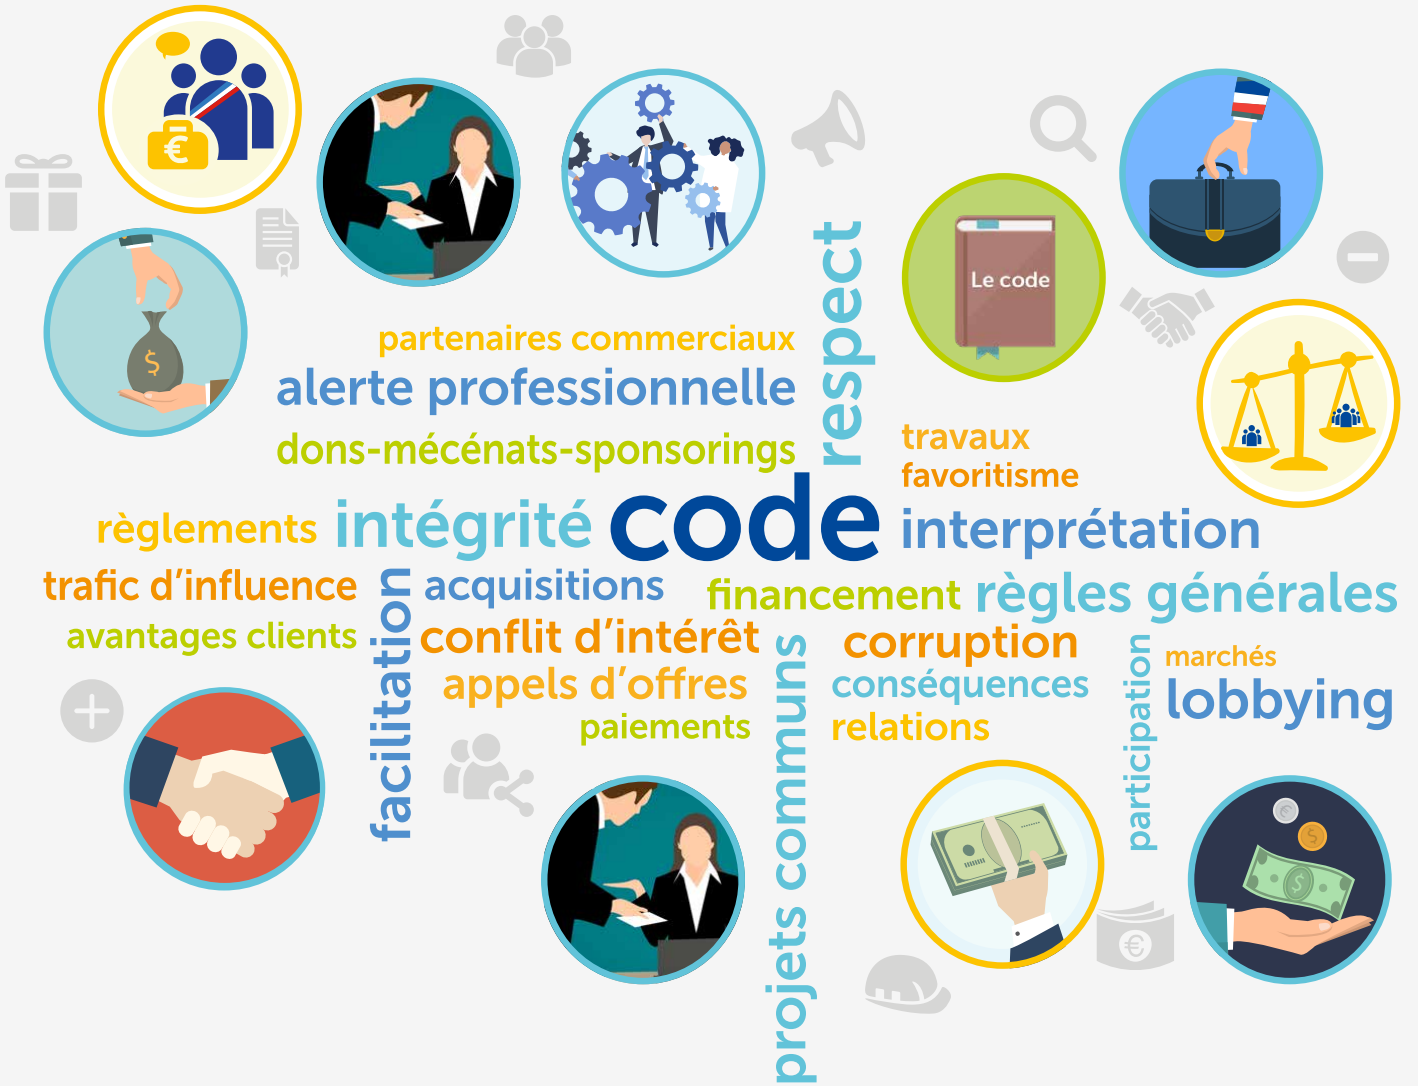 respect
Le code
partenaires commerciaux
alerte professionnelle
dons-mécénats-sponsorings
travaux
favoritisme
règlements
intégrité
code
interprétation
trafic d’influence
acquisitions
financement
règles générales
avantages clients
facilitation
conflit d’intérêt
corruption
appels d’offres
conséquences
marchés
lobbying
paiements
relations
projets communs
participation
€
$
€
$
$
€